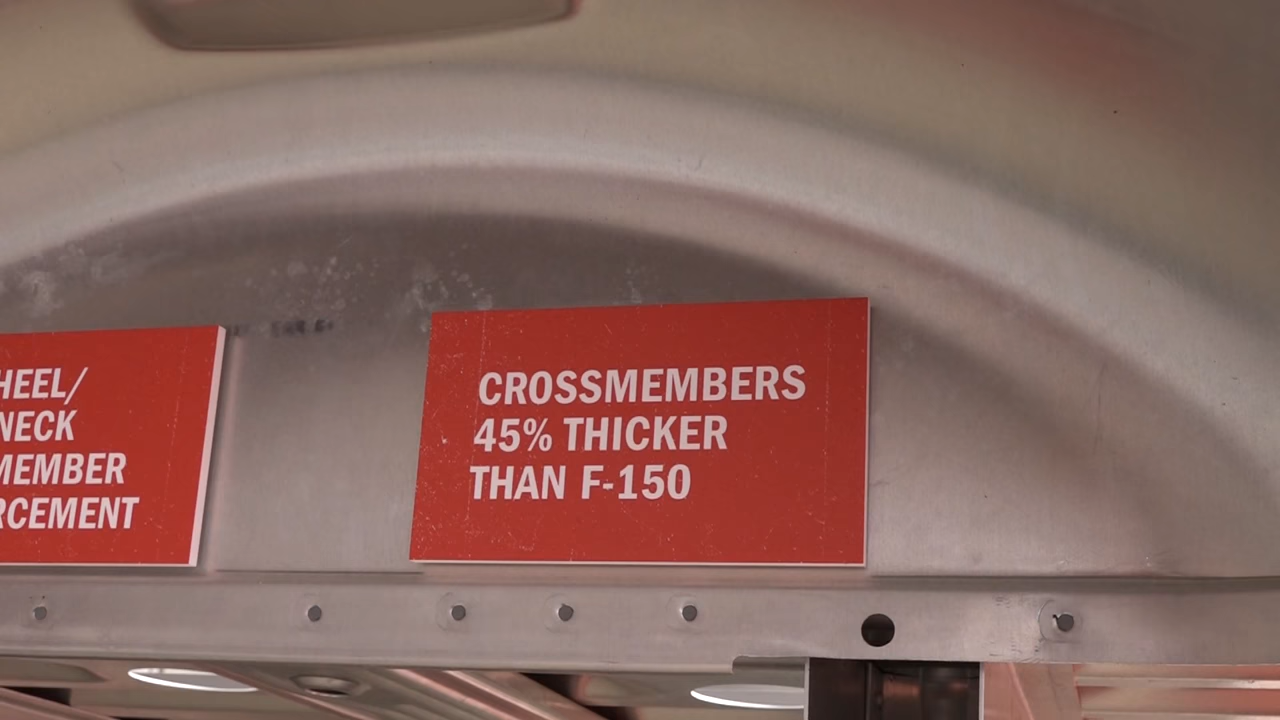 HEEL/
NECK
MEMBER
RCEMENT
CROSSMEMBERS
45% THICKER
THAN F-150